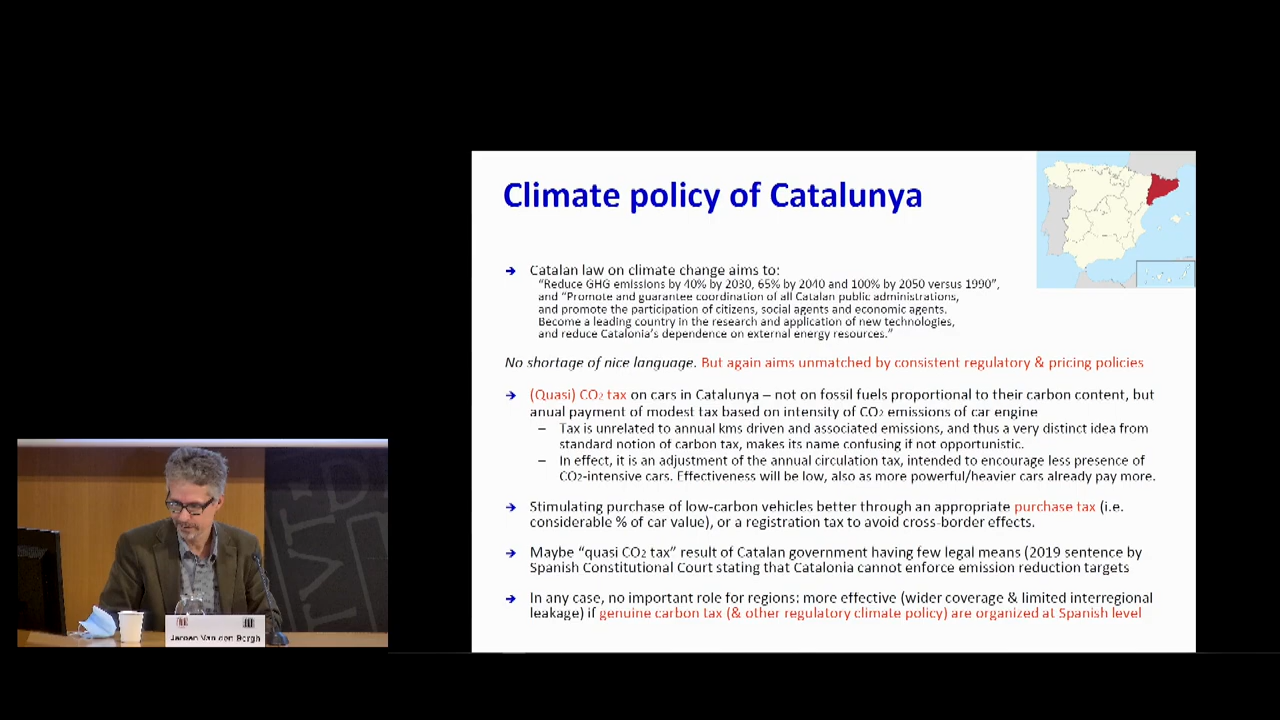 Climate policy of Catalunya
➔ Catalan law on climate change aims to:
“Reduce GHG emissions by 40% by 2030, 65% by 2040 and 100% by 2050 versus 1990”,
and “Promote and guarantee coordination of all Catalan public administrations,
and promote the participation of citizens, social agents and economic agents.
Become a leading country in the research and application of new technologies,
and reduce Catalonia’s dependence on external energy resources.”
No shortage of nice language. But again aims unmatched by consistent regulatory & pricing policies
➔ (Quasi) CO₂ tax on cars in Catalunya – not on fossil fuels proportional to their carbon content, but
anual payment of modest tax based on intensity of CO₂ emissions of car engine
– Tax is unrelated to annual kms driven and associated emissions, and thus a very distinct idea from
standard notion of carbon tax, makes its name confusing if not opportunistic.
– In effect, it is an adjustment of the annual circulation tax, intended to encourage less presence of
CO₂-intensive cars. Effectiveness will be low, also as more powerful/heavier cars already pay more.
➔ Stimulating purchase of low-carbon vehicles better through an appropriate purchase tax (i.e.
considerable % of car value), or a registration tax to avoid cross-border effects.
➔ Maybe “quasi CO₂ tax” result of Catalan government having few legal means (2019 sentence by
Spanish Constitutional Court stating that Catalonia cannot enforce emission reduction targets
➔ In any case, no important role for regions: more effective (wider coverage & limited interregional
leakage) if genuine carbon tax (& other regulatory climate policy) are organized at Spanish level
Jeroen Van den Bergh